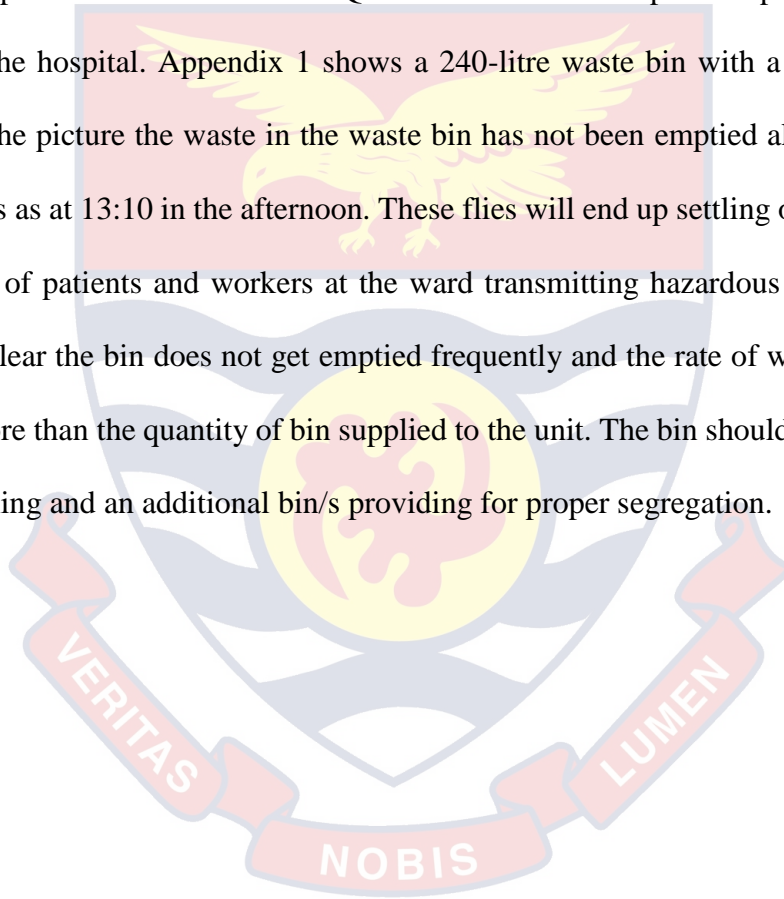 he hospital. Appendix 1 shows a 240-litre waste bin with a
he picture the waste in the waste bin has not been emptied al
s as at 13:10 in the afternoon. These flies will end up settling o
of patients and workers at the ward transmitting hazardous
lear the bin does not get emptied frequently and the rate of w
re than the quantity of bin supplied to the unit. The bin should
ing and an additional bin/s providing for proper segregation.
VERITAS
NOBIS
LUMEN